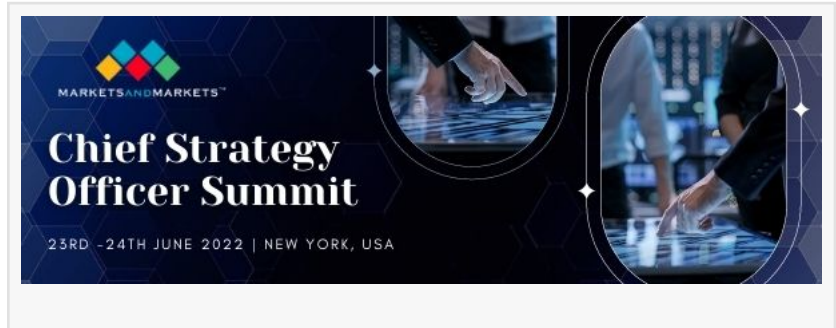 MARKETSANDMARKETS™
Chief Strategy
Officer Summit
23RD -24TH JUNE 2022 | NEW YORK, USA